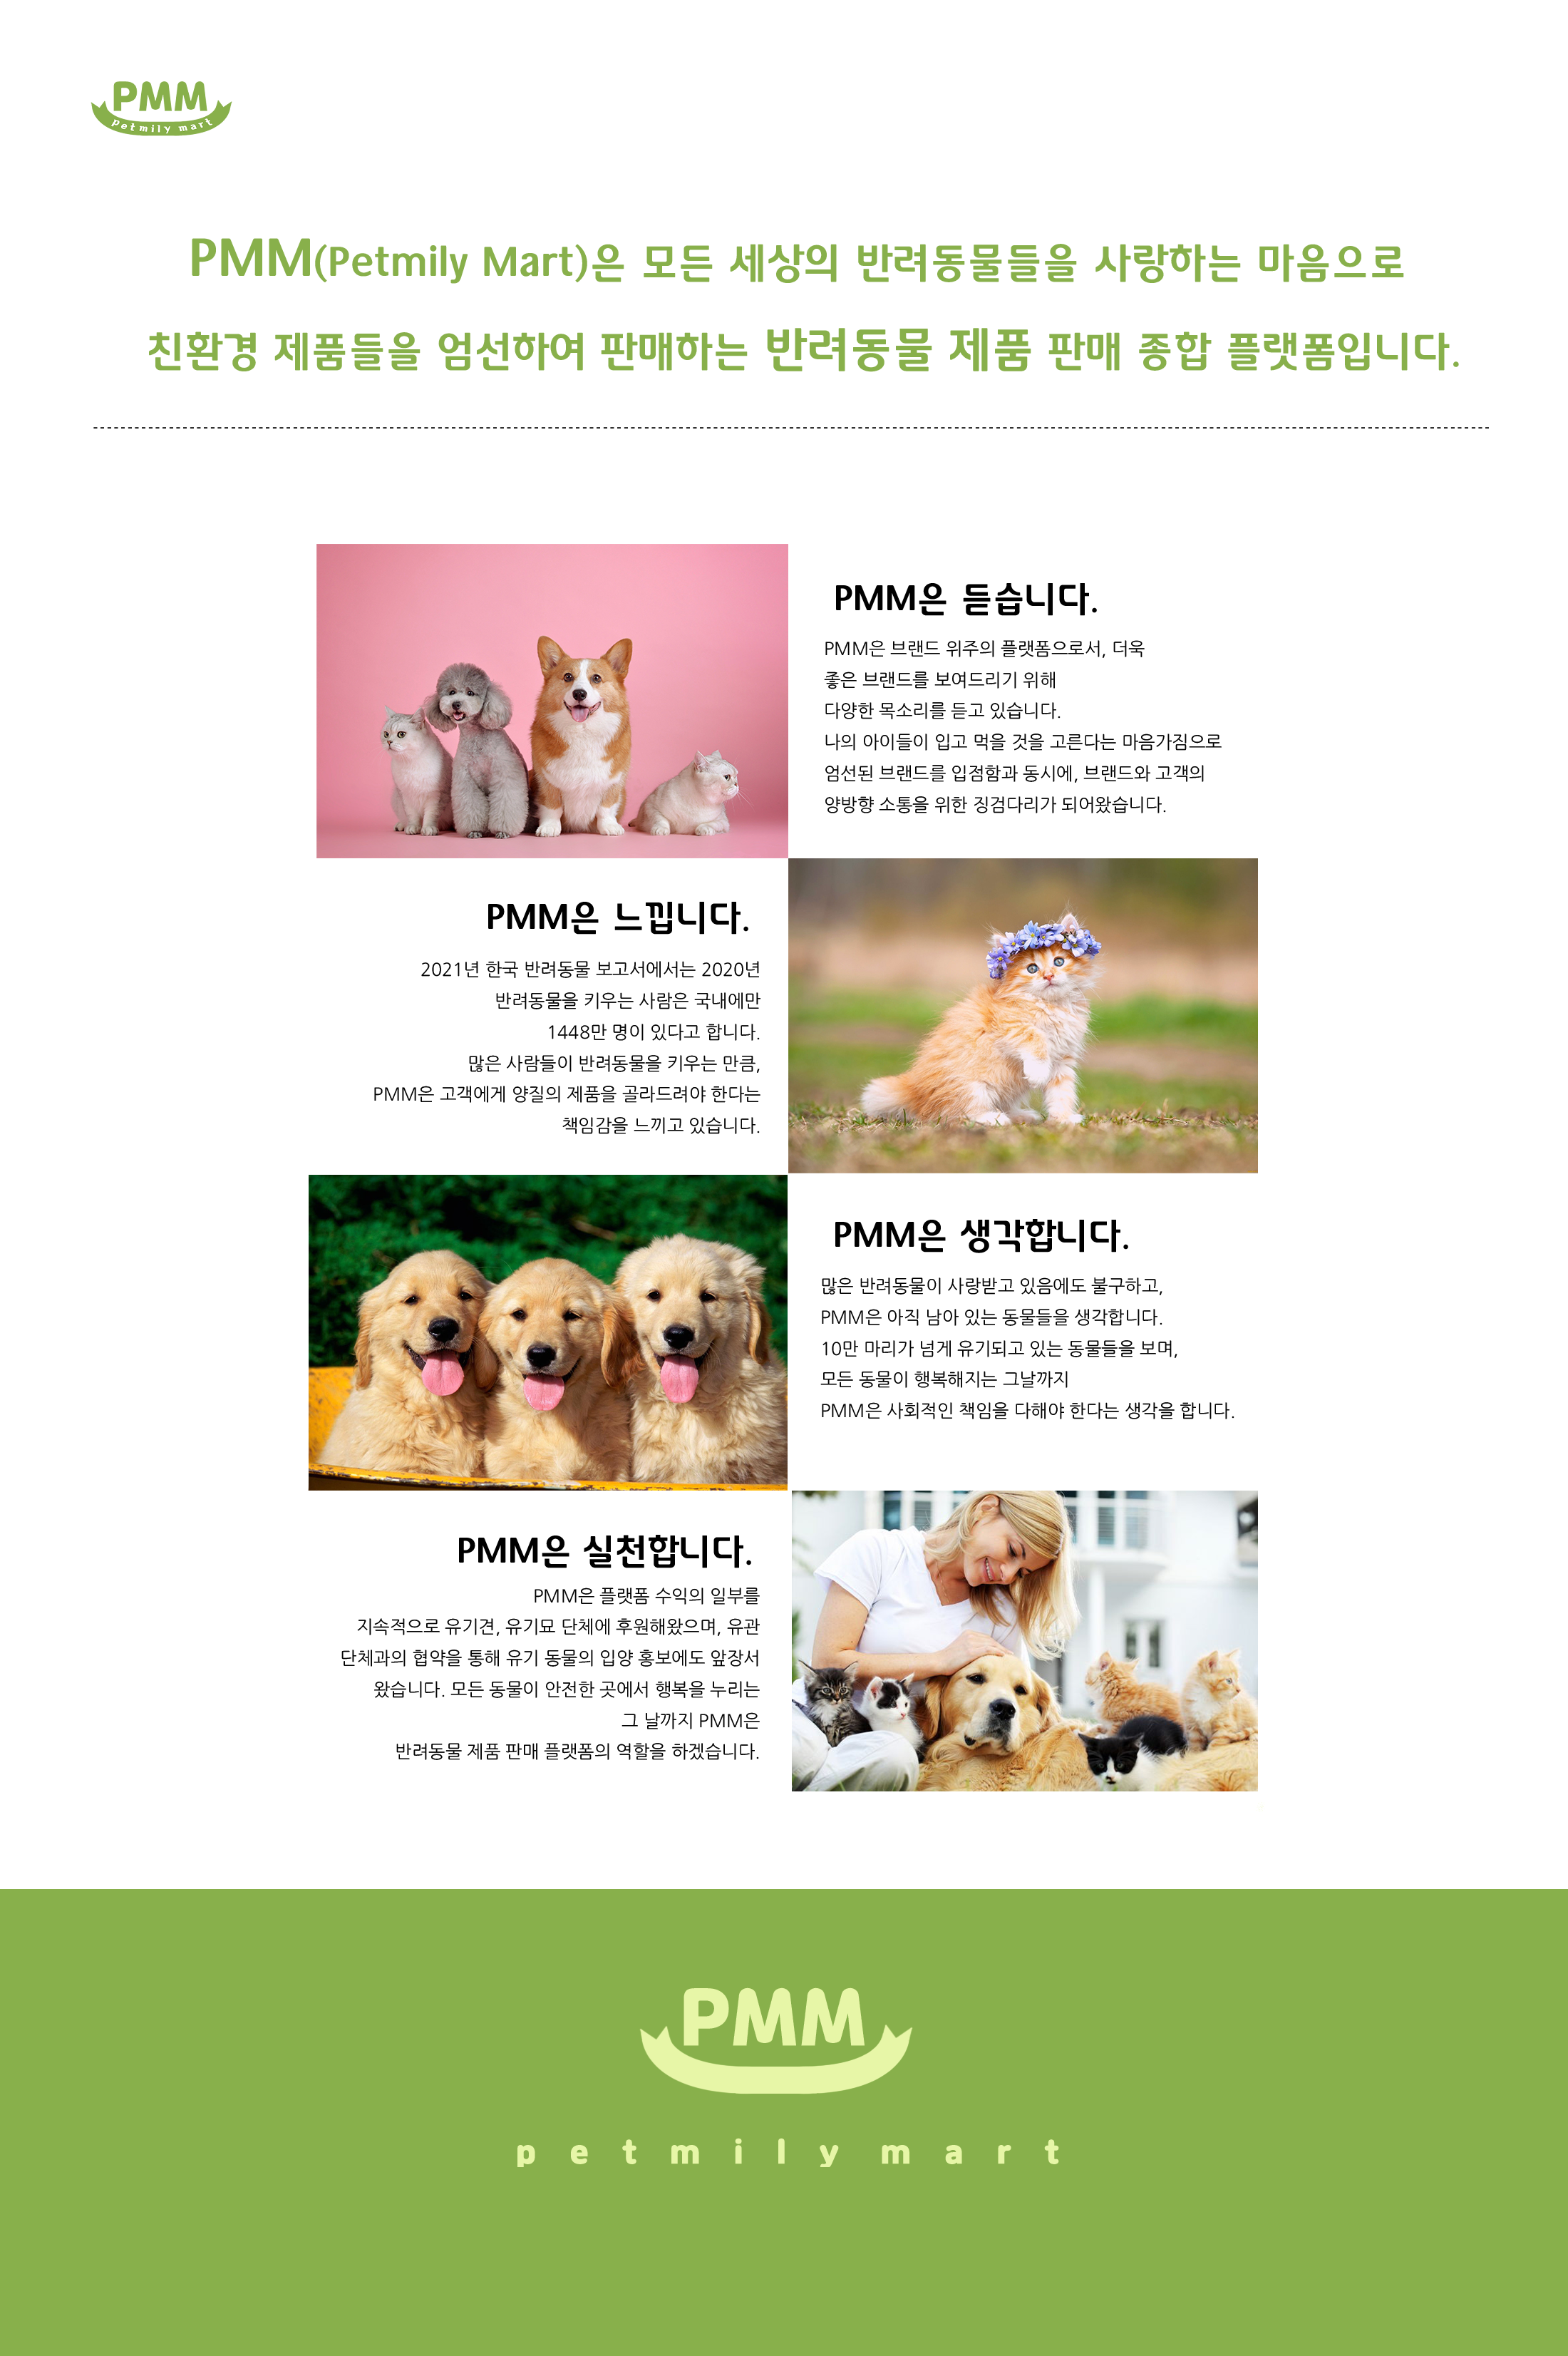 PMM
petmily mart
PMM(Petmily Mart)은 모든 세상의 반려동물들을 사랑하는 마음으로
친환경 제품들을 엄선하여 판매하는 반려동물 제품 판매 종합 플랫폼입니다.
PMM은 듣습니다.
PMM은 브랜드 위주의 플랫폼으로서, 더욱
좋은 브랜드를 보여드리기 위해
다양한 목소리를 듣고 있습니다.
나의 아이들이 입고 먹을 것을 고른다는 마음가짐으로
엄선된 브랜드를 입점함과 동시에, 브랜드와 고객의
양방향 소통을 위한 징검다리가 되어왔습니다.
PMM은 느낍니다.
2021년 한국 반려동물 보고서에서는 2020년
반려동물을 키우는 사람은 국내에만
1448만 명이 있다고 합니다.
많은 사람들이 반려동물을 키우는 만큼,
PMM은 고객에게 양질의 제품을 골라드려야 한다는
책임감을 느끼고 있습니다.
PMM은 생각합니다.
많은 반려동물이 사랑받고 있음에도 불구하고,
PMM은 아직 남아 있는 동물들을 생각합니다.
10만 마리가 넘게 유기되고 있는 동물들을 보며,
모든 동물이 행복해지는 그날까지
PMM은 사회적인 책임을 다해야 한다는 생각을 합니다.
PMM은 실천합니다.
PMM은 플랫폼 수익의 일부를
지속적으로 유기견, 유기묘 단체에 후원해왔으며, 유관
단체과의 협약을 통해 유기 동물의 입양 홍보에도 앞장서
왔습니다. 모든 동물이 안전한 곳에서 행복을 누리는
그 날까지 PMM은
반려동물 제품 판매 플랫폼의 역할을 하겠습니다.
PMM
petmily mart